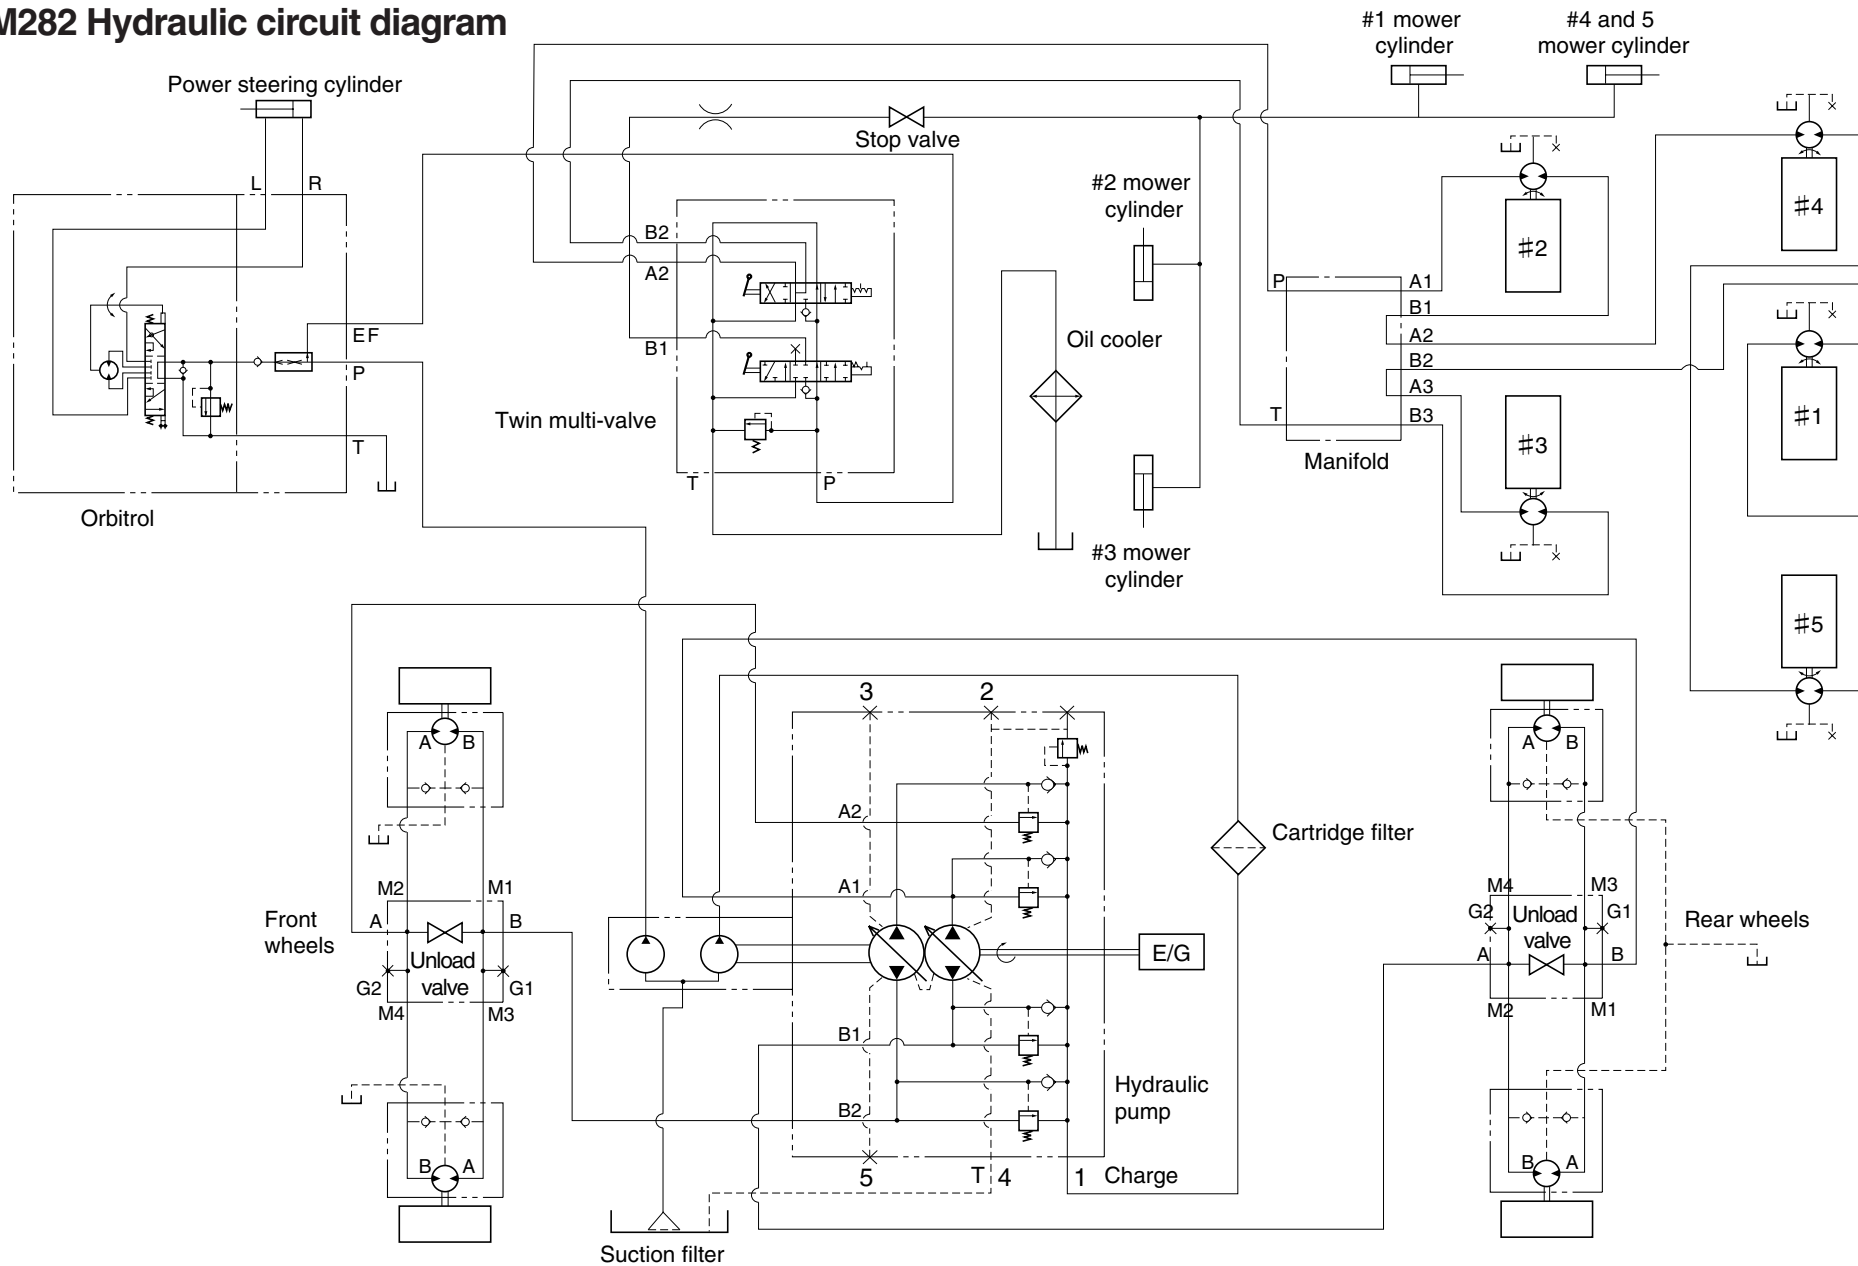 M282 Hydraulic circuit diagram
#1 mower
cylinder
#4 and 5
mower cylinder
Power steering cylinder
Stop valve
L
R
#2 mower
cylinder
#2
#4
B2
A2
B1
EF
P
T
Orbitrol
Twin multi-valve
T
P
Oil cooler
#3 mower
cylinder
P
T
A1
B1
A2
B2
A3
B3
Manifold
#3
#1
#5
3
2
A
B
A
B
A2
A1
Cartridge filter
M2
M1
A
B
Front
wheels
Unload
valve
G2
G1
M4
M3
M4
M3
G2
G1
Unload
valve
A
B
M2
M1
Rear wheels
E/G
B1
B2
Hydraulic
pump
B
A
B
A
5
T
4
1
Charge
Suction filter